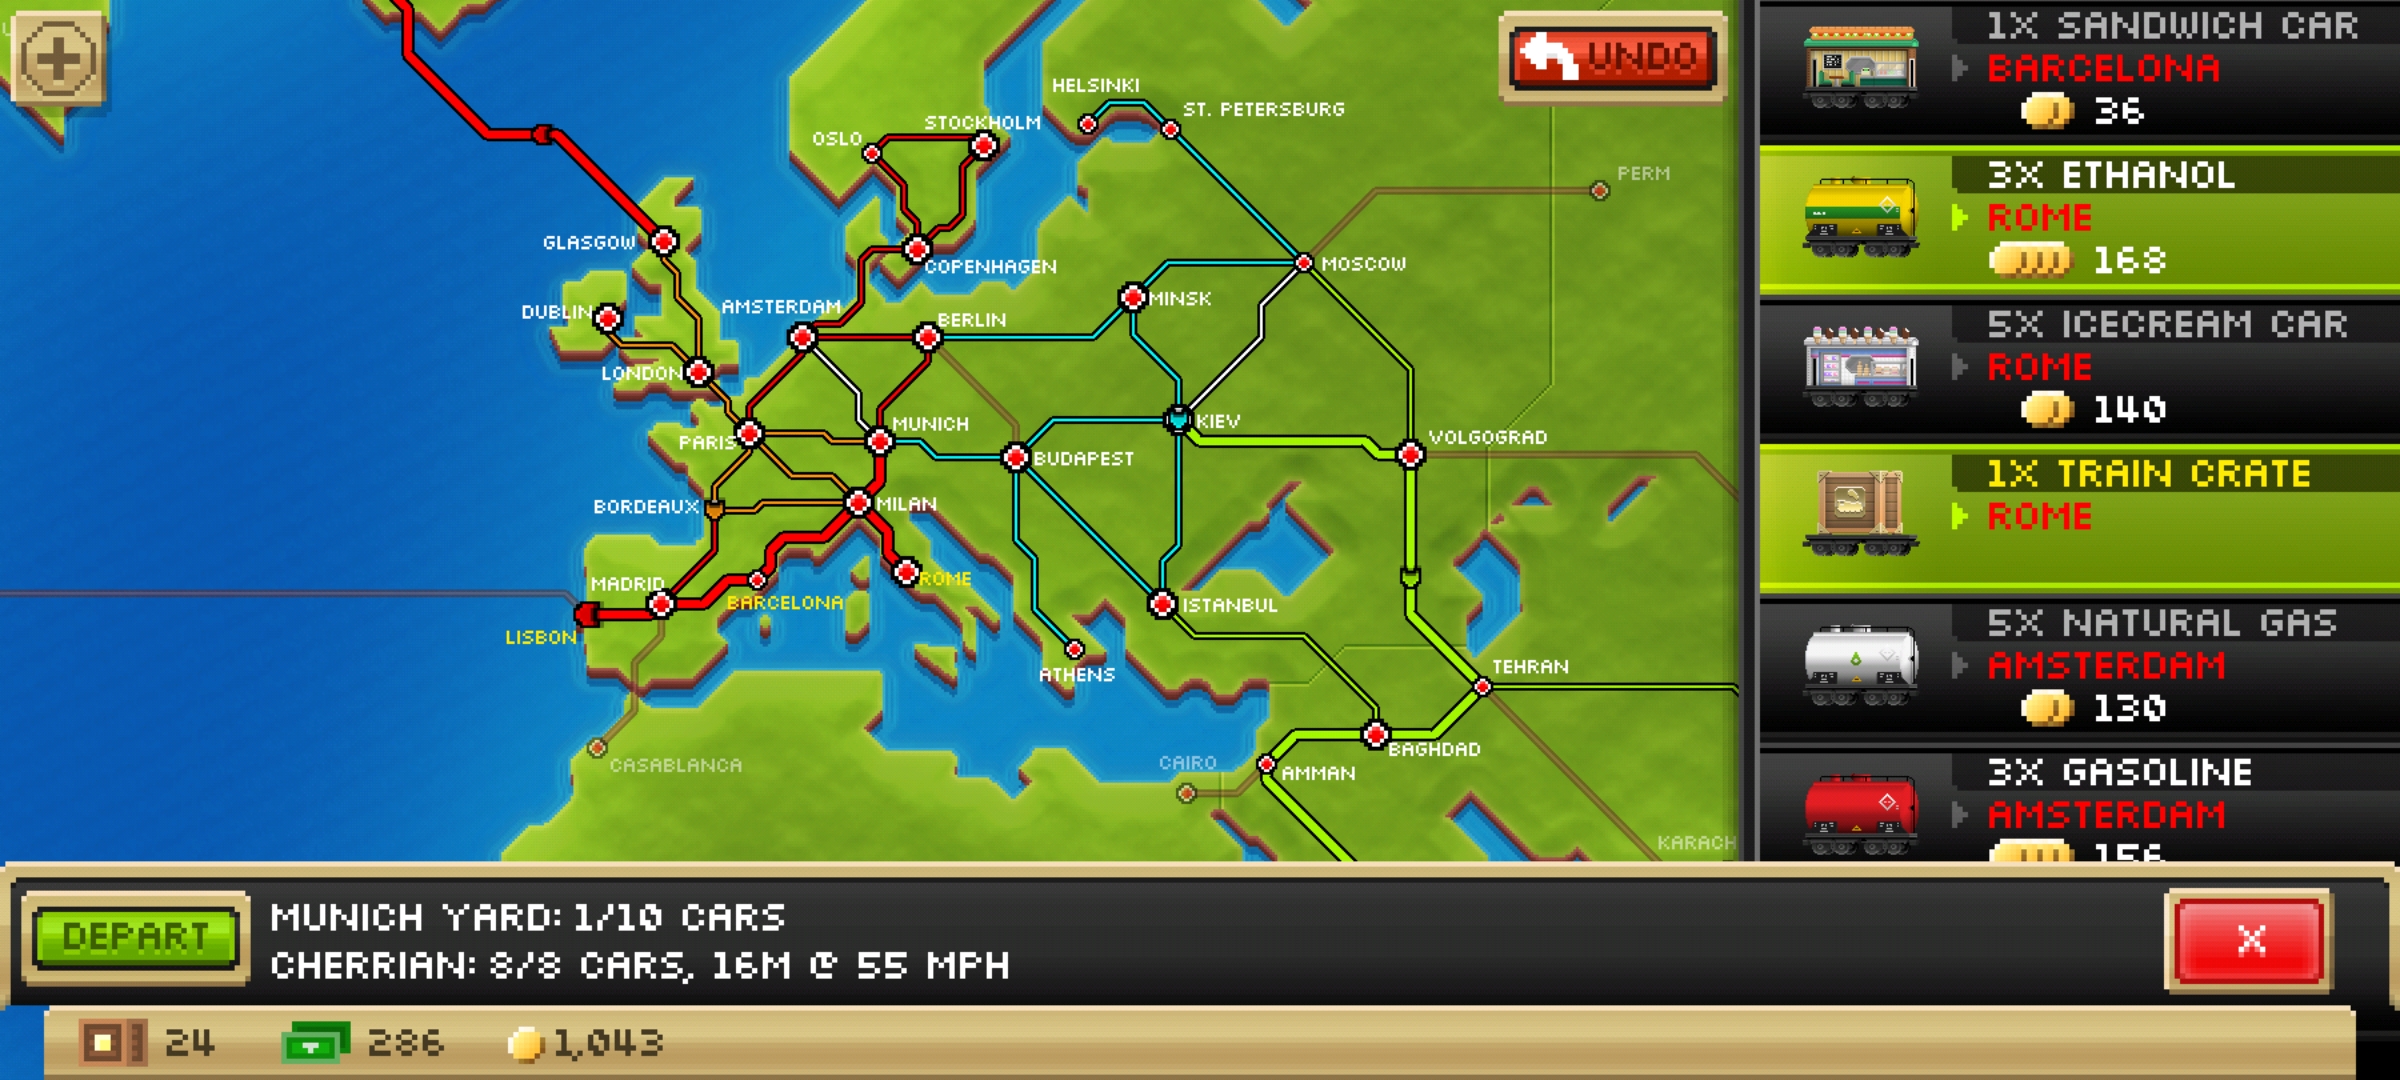 UNDO
HELSINKI
ST. PETERSBURG
STOCKHOLM
OSLO
PERM
GLASGOW
COPENHAGEN
MOSCOW
MINSK
DUBLIN
AMSTERDAM
BERLIN
LONDON
PARIS
MUNICH
KIEV
VOLGOGRAD
BUDAPEST
BORDEAUX
MILAN
MADRID
ROME
BARCELONA
ISTANBUL
LISBON
ATHENS
TEHRAN
CASABLANCA
CAIRO
BAGHDAD
AMMAN
KARACH
1X SANDWICH CAR
BARCELONA
36
3X ETHANOL
ROME
168
5X ICECREAM CAR
ROME
140
1X TRAIN CRATE
ROME
5X NATURAL GAS
AMSTERDAM
130
3X GASOLINE
AMSTERDAM
156
DEPART
MUNICH YARD: 1/10 CARS
CHERRIAN: 8/8 CARS, 16M @ 55 MPH
X
24
286
1,043